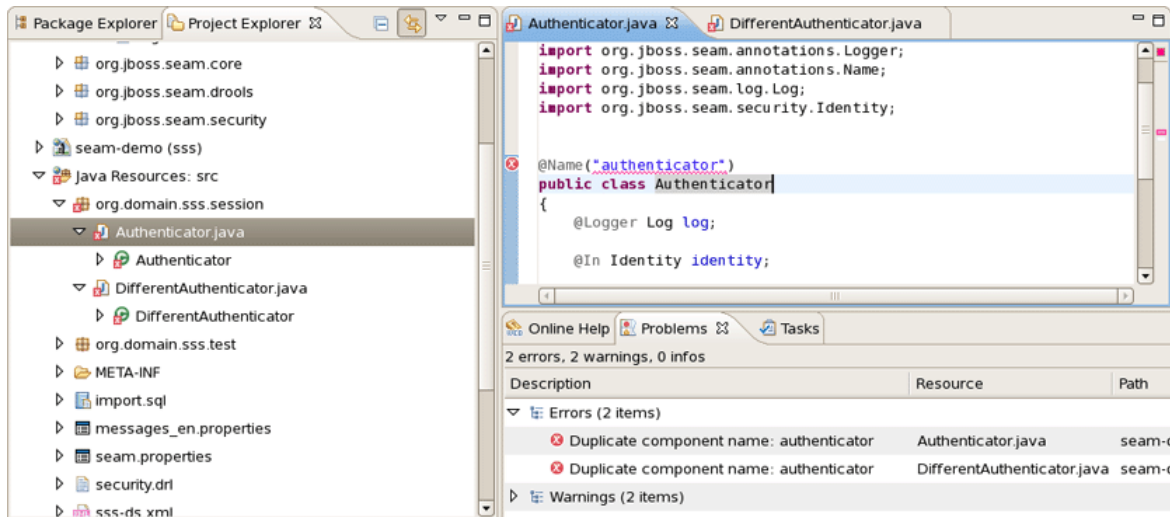 Package Explorer Project Explorer
org.jboss.seam.core
org.jboss.seam.drools
org.jboss.seam.security
seam-demo (sss)
Java Resources: src
org.domain.sss.session
Authenticator.java
Authenticator
DifferentAuthenticator.java
DifferentAuthenticator
org.domain.sss.test
META-INF
import.sql
messages_en.properties
seam.properties
security.drl
sss-ds.xml
Authenticator.java DifferentAuthenticator.java
import org.jboss.seam.annotations.Logger;
import org.jboss.seam.annotations.Name;
import org.jboss.seam.log.Log;
import org.jboss.seam.security.Identity;
@Name("authenticator")
public class Authenticator
{
@Logger Log log;
@In Identity identity;
Online Help Problems Tasks
2 errors, 2 warnings, 0 infos
Description Resource Path
Errors (2 items)
Duplicate component name: authenticator Authenticator.java seam-d
Duplicate component name: authenticator DifferentAuthenticator.java seam-d
Warnings (2 items)